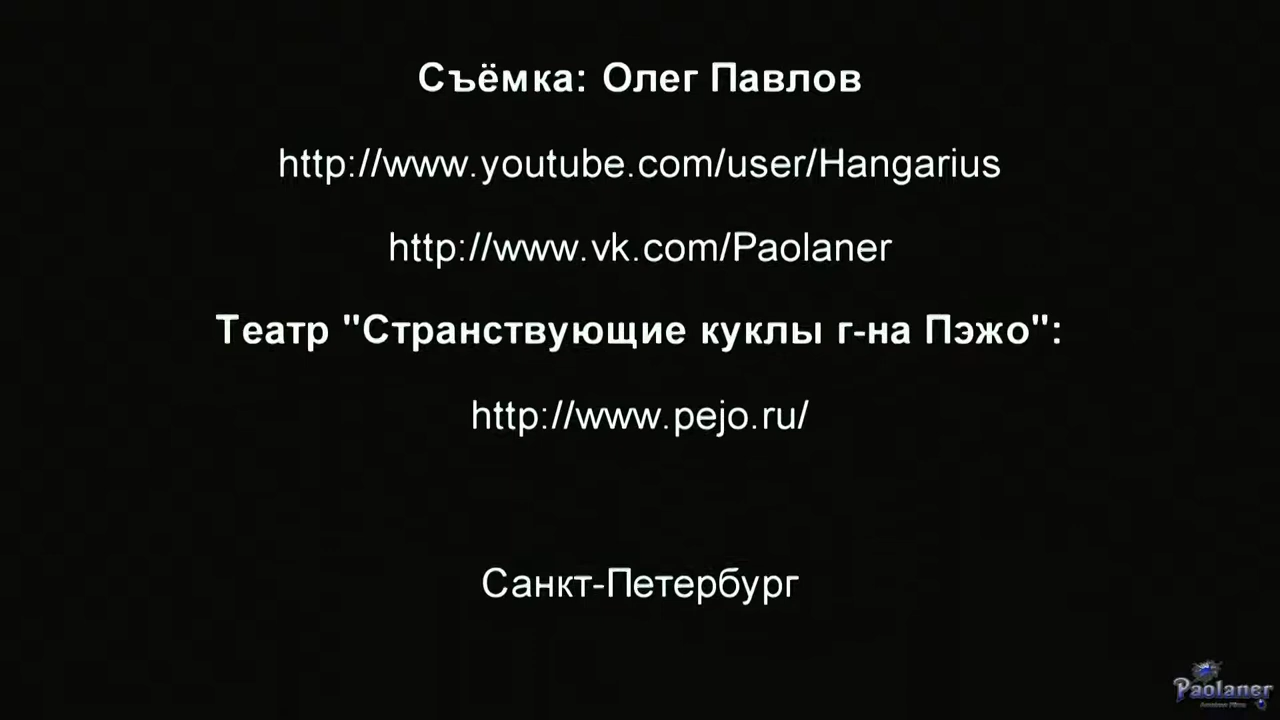 Съёмка: Олег Павлов
http://www.youtube.com/user/Hangarius
http://www.vk.com/Paolaner
Театр "Странствующие куклы г-на Пэжо":
http://www.pejo.ru/
Санкт-Петербург
Paolaner